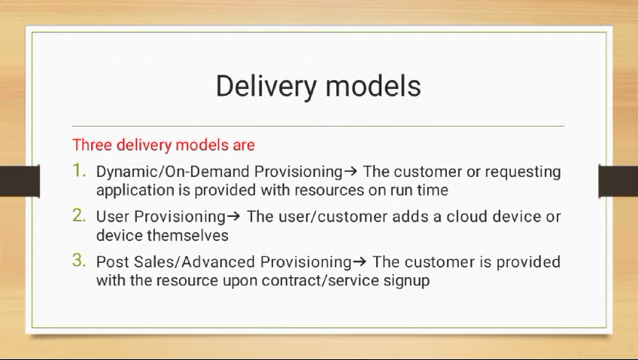 Delivery models
Three delivery models are
1. Dynamic/On-Demand Provisioning→ The customer or requesting
application is provided with resources on run time
2. User Provisioning→ The user/customer adds a cloud device or
device themselves
3. Post Sales/Advanced Provisioning→ The customer is provided
with the resource upon contract/service signup